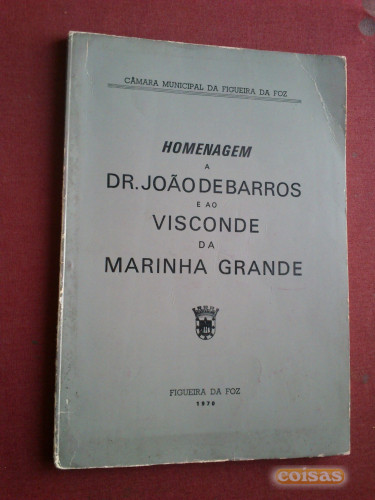 CÂMARA MUNICIPAL DA FIGUEIRA DA FOZ
HOMENAGEM
A
DR. JOÃO DE BARROS
E AO
VISCONDE
DA
MARINHA GRANDE
FIGUEIRA DA FOZ
1970
coisas